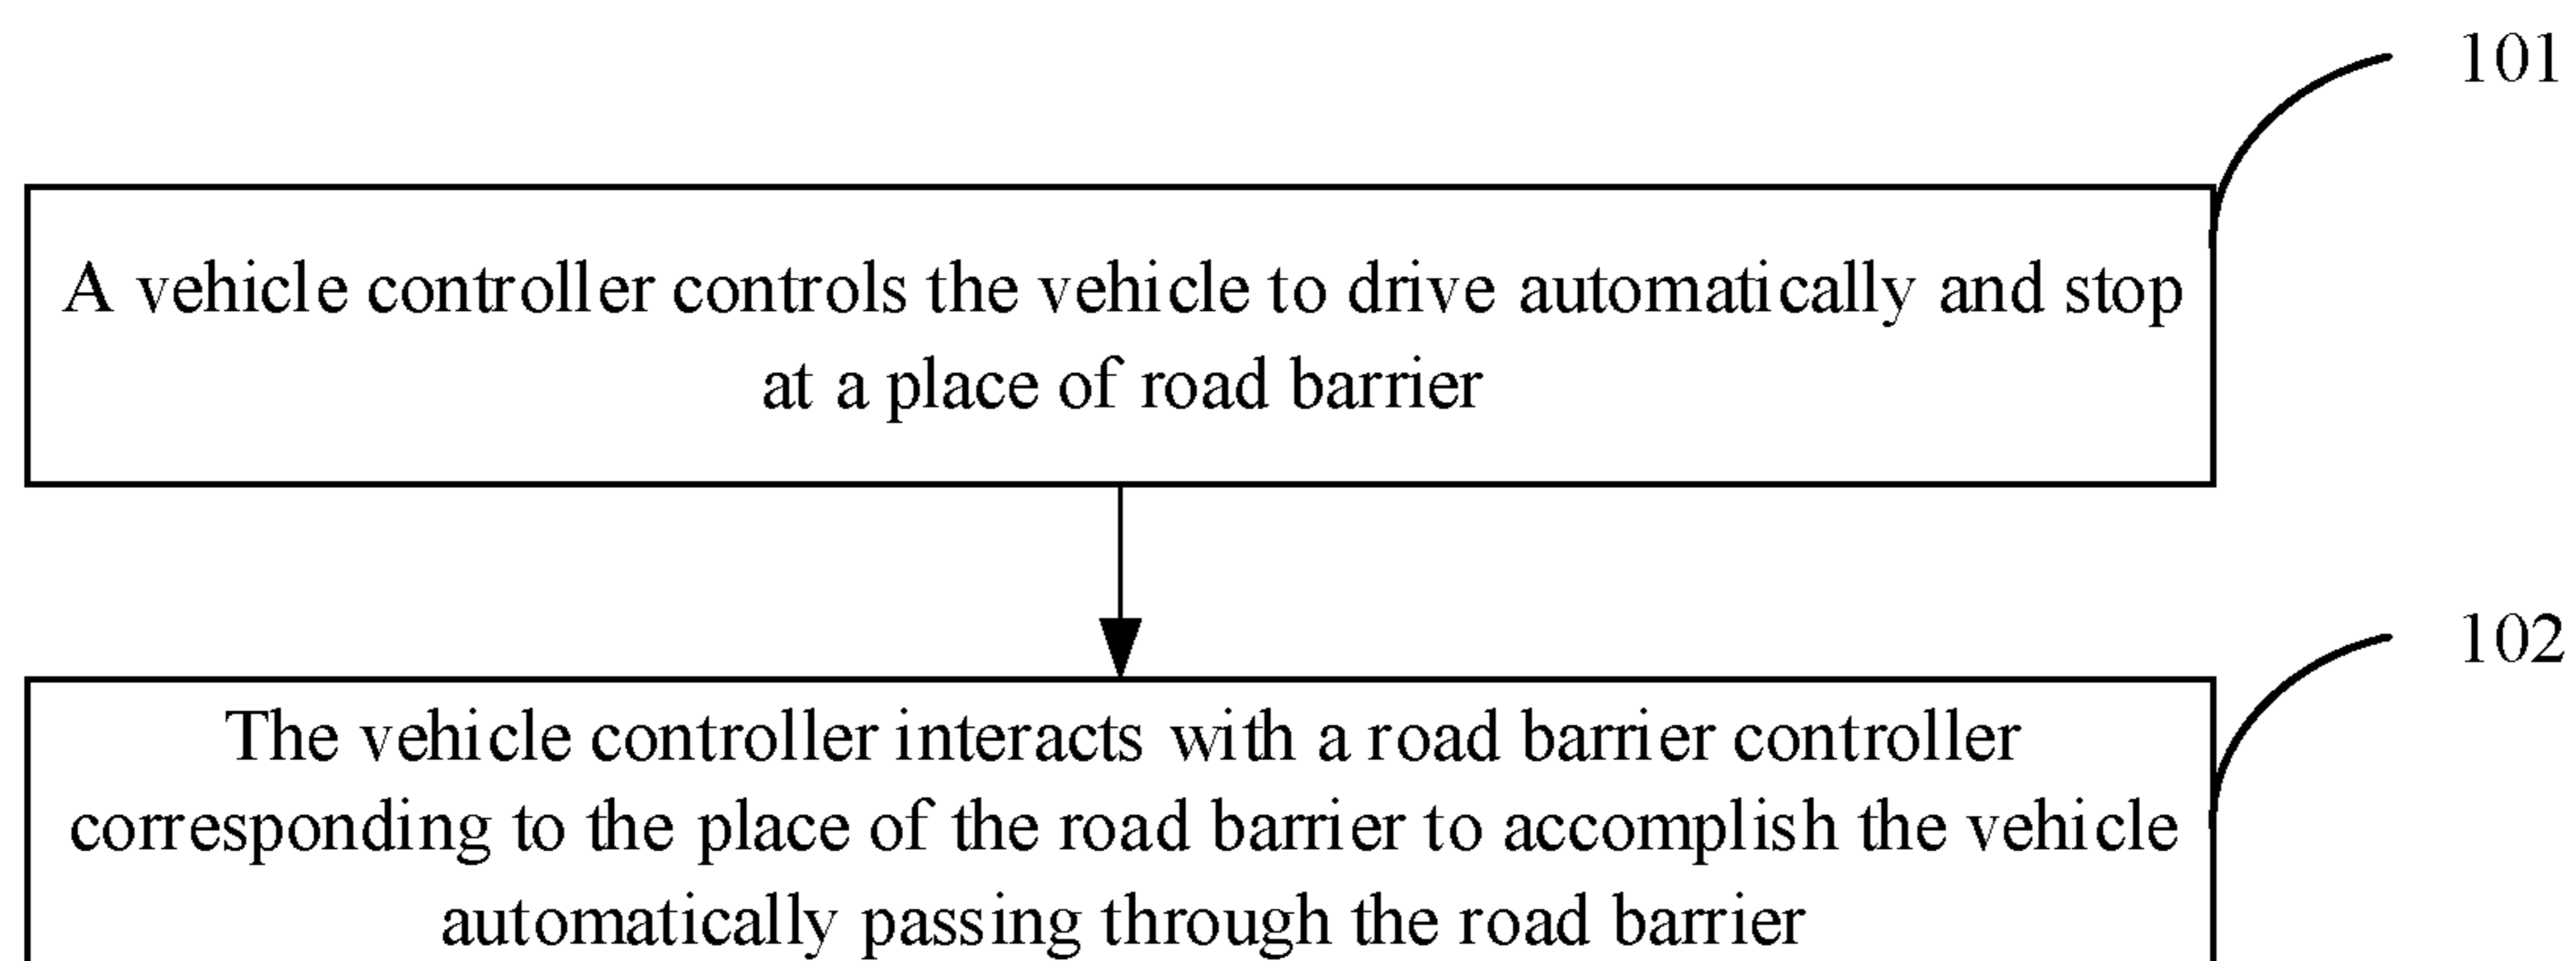 101
A vehicle controller controls the vehicle to drive automatically and stop
at a place of road barrier
102
The vehicle controller interacts with a road barrier controller
corresponding to the place of the road barrier to accomplish the vehicle
automatically passing through the road barrier